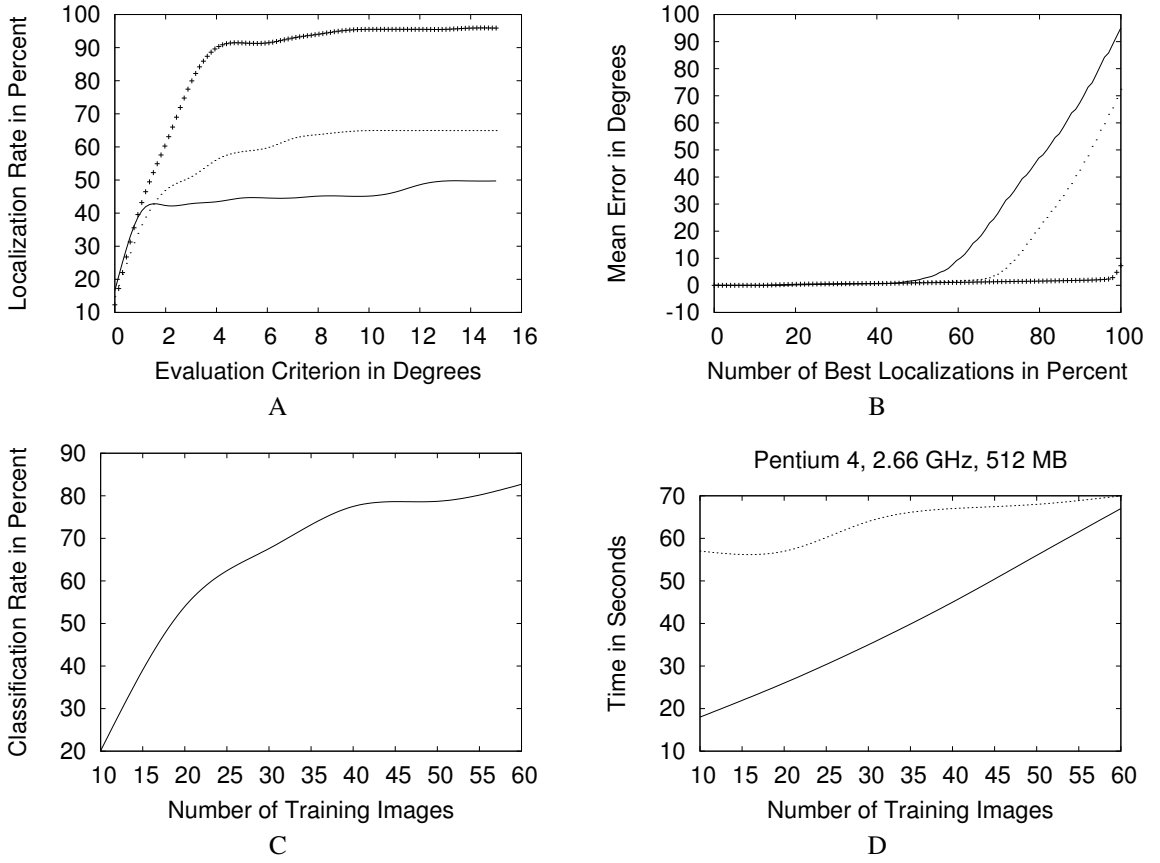 Localization Rate in Percent
100
90
80
70
60
50
40
30
20
10
0 2 4 6 8 10 12 14 16
Evaluation Criterion in Degrees
A
Mean Error in Degrees
100
90
80
70
60
50
40
30
20
10
0
-10
0 20 40 60 80 100
Number of Best Localizations in Percent
B
Classification Rate in Percent
90
80
70
60
50
40
30
20
10 15 20 25 30 35 40 45 50 55 60
Number of Training Images
C
Pentium 4, 2.66 GHz, 512 MB
Time in Seconds
70
60
50
40
30
20
10
10 15 20 25 30 35 40 45 50 55 60
Number of Training Images
D